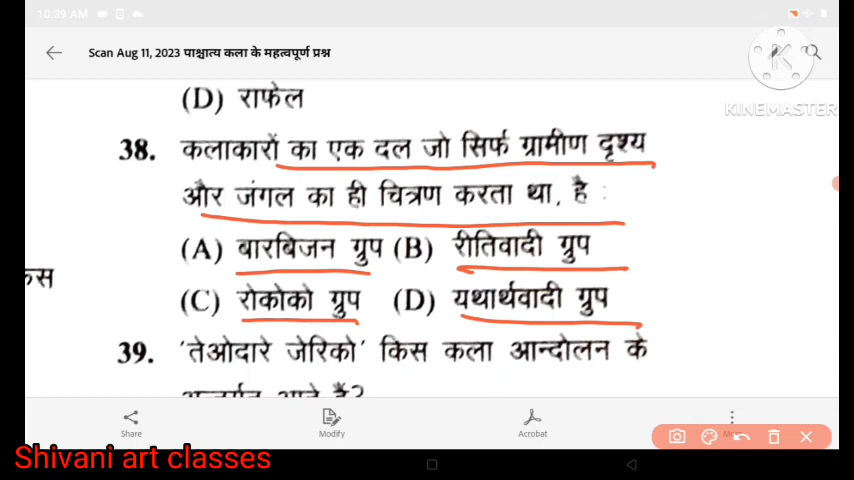 10:39 AM
Scan Aug 11, 2023 पाश्चात्य कला के महत्वपूर्ण प्रश्न
KINEMASTER
(D) राफेल
38. कलाकारों का एक दल जो सिर्फ ग्रामीण दृश्य
और जंगल का ही चित्रण करता था, है :
(A) बारबिजन ग्रुप (B) रीतिवादी ग्रुप
(C) रोकोको ग्रुप (D) यथार्थवादी ग्रुप
39. 'तेओदारे जेरिको' किस कला आन्दोलन के
Share Modify Acrobat
Shivani art classes